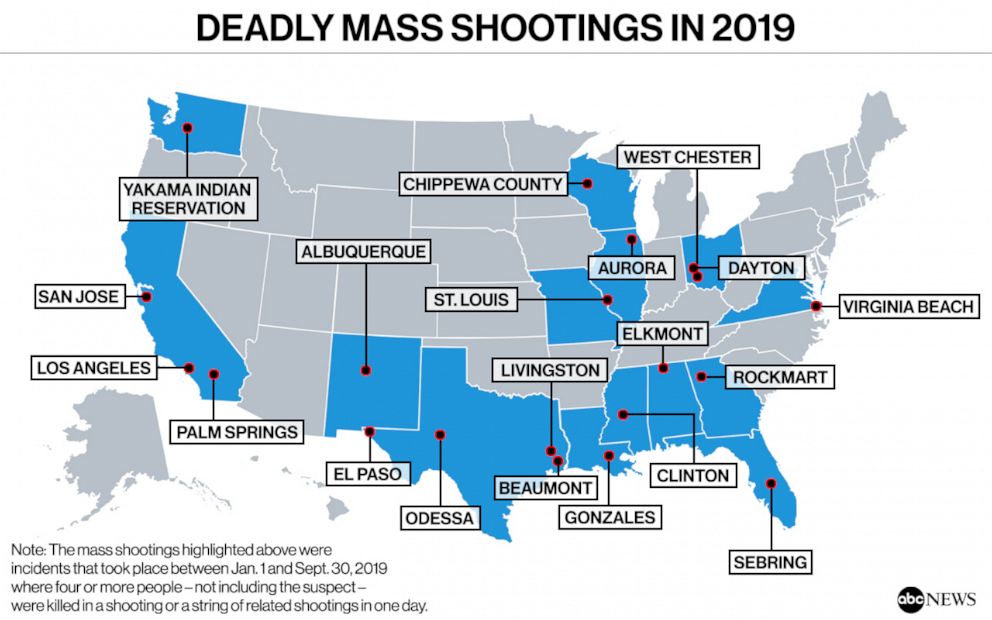 DEADLY MASS SHOOTINGS IN 2019
WEST CHESTER
CHIPPEWA COUNTY
YAKAMA INDIAN
RESERVATION
ALBUQUERQUE
AURORA
DAYTON
SAN JOSE
ST. LOUIS
VIRGINIA BEACH
ELKMONT
LOS ANGELES
LIVINGSTON
ROCKMART
PALM SPRINGS
EL PASO
CLINTON
BEAUMONT
ODESSA
GONZALES
SEBRING
Note: The mass shootings highlighted above were
incidents that took place between Jan. 1 and Sept. 30, 2019
where four or more people – not including the suspect –
were killed in a shooting or a string of related shootings in one day.
abc NEWS